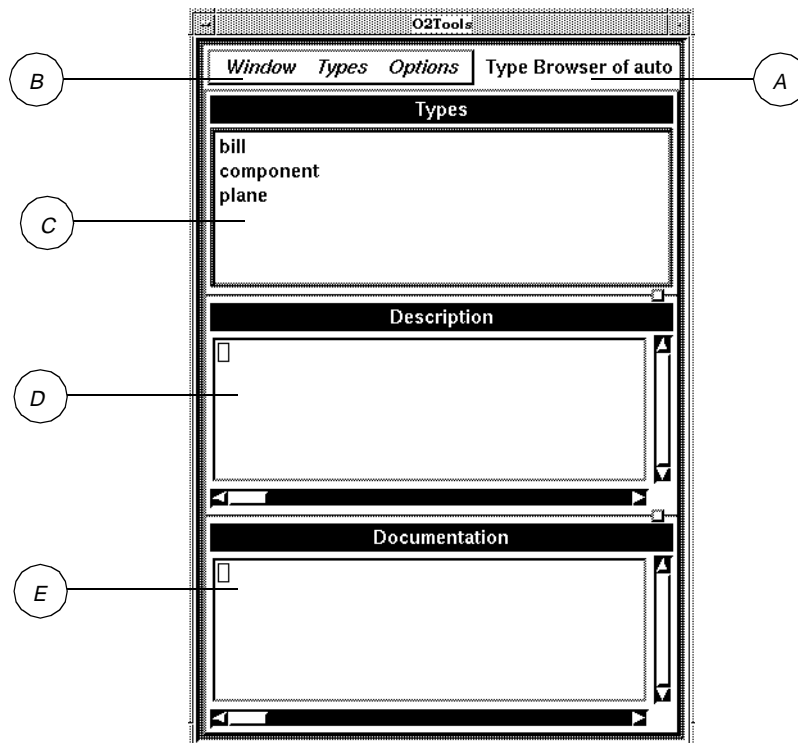 O2Tools
Window Types Options Type Browser of auto
B
A
Types
bill
component
plane
C
Description
D
Documentation
E